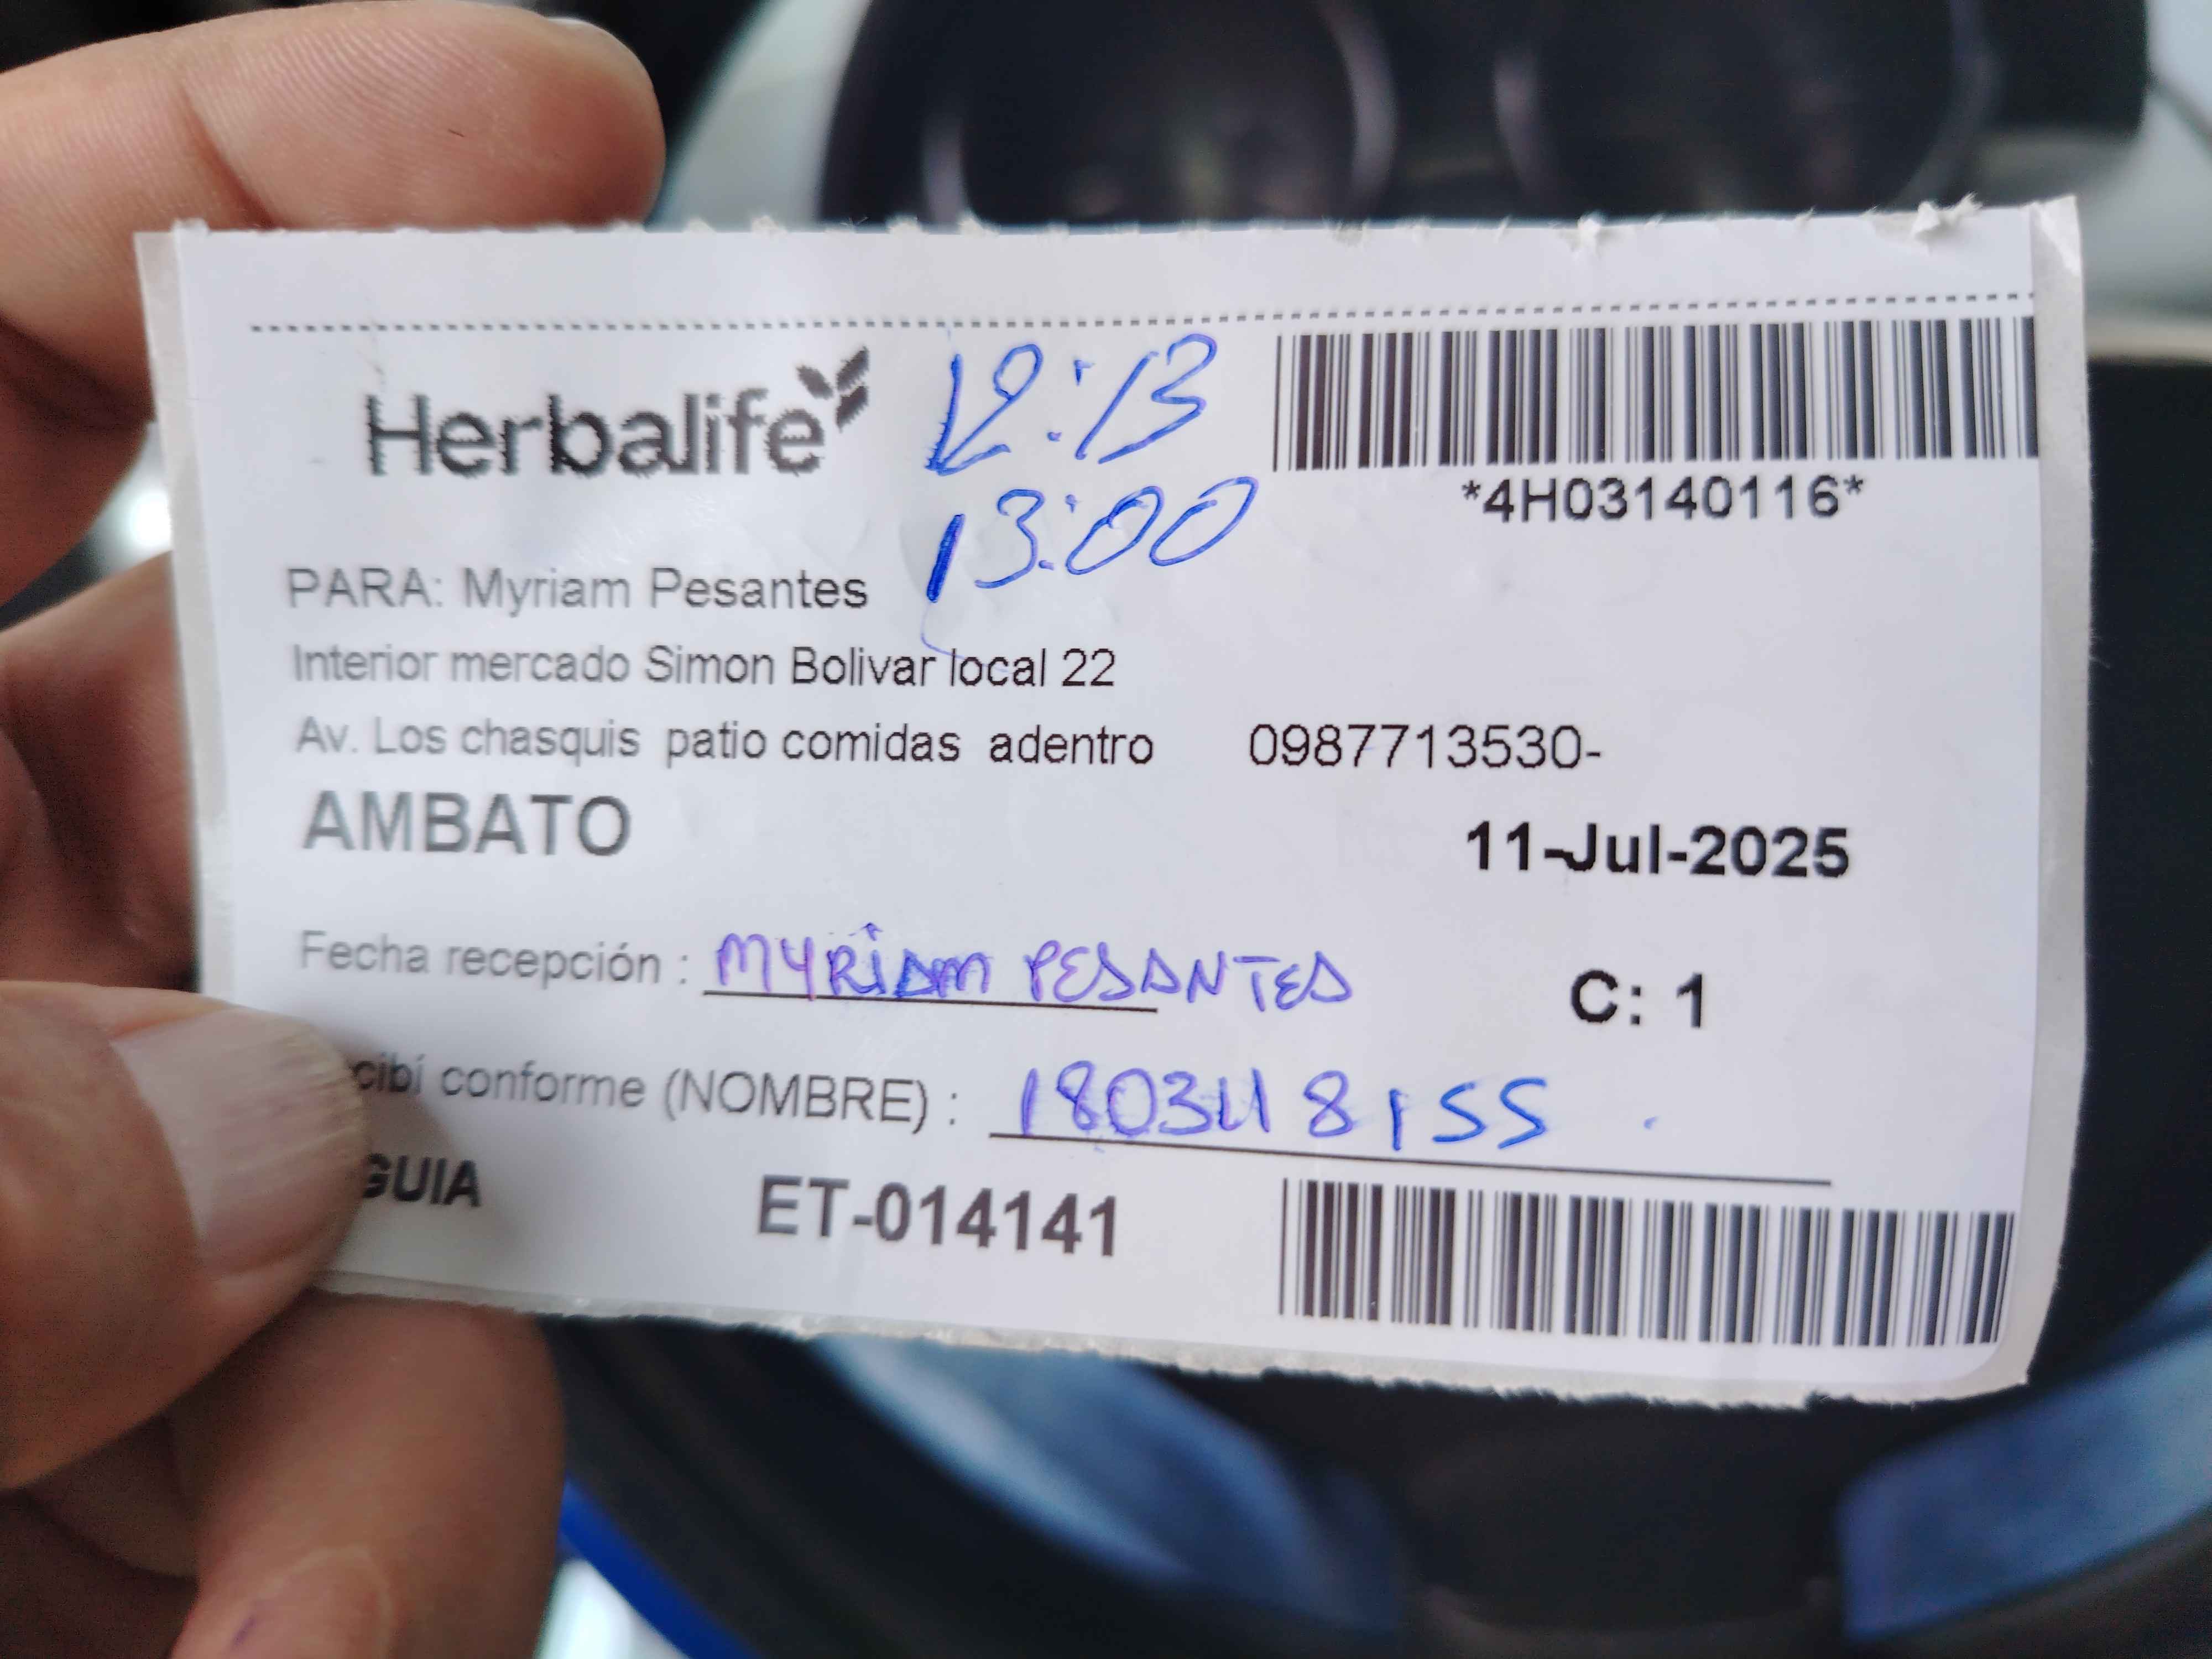 Herbalife
12:13
13:00
*4H03140116*
PARA: Myriam Pesantes
Interior mercado Simon Bolivar local 22
Av. Los chasquis patio comidas adentro 0987713530-
AMBATO
11-Jul-2025
Fecha recepción : MYRiAM PESANTES
C: 1
cibí conforme (NOMBRE) : 1803118155
GUIA ET-014141